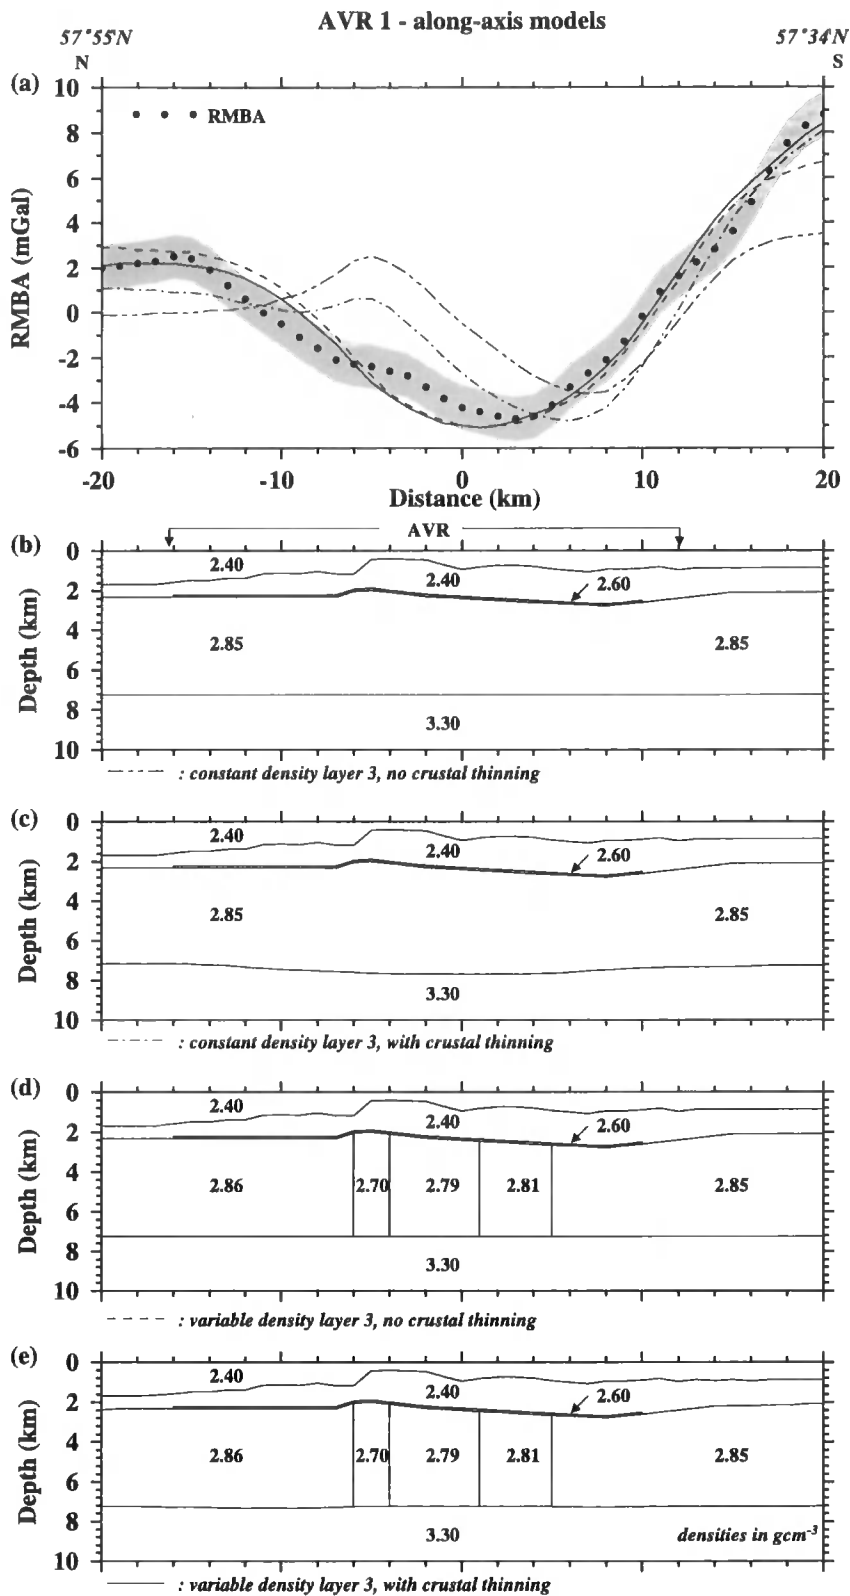 AVR 1 - along-axis models
57°55'N
57°34'N
N
S
(a)
10
8
6
4
2
0
-2
-4
-6
RMBA (mGal)
RMBA
-20
-10
0
10
20
Distance (km)
AVR
(b)
0
2
4
6
8
10
Depth (km)
2.40
2.40
2.60
2.85
2.85
3.30
: constant density layer 3, no crustal thinning
(c)
0
2
4
6
8
10
Depth (km)
2.40
2.40
2.60
2.85
2.85
3.30
: constant density layer 3, with crustal thinning
(d)
0
2
4
6
8
10
Depth (km)
2.40
2.40
2.60
2.86
2.70
2.79
2.81
2.85
3.30
: variable density layer 3, no crustal thinning
(e)
0
2
4
6
8
10
Depth (km)
2.40
2.40
2.60
2.86
2.70
2.79
2.81
2.85
3.30
densities in gcm⁻³
: variable density layer 3, with crustal thinning